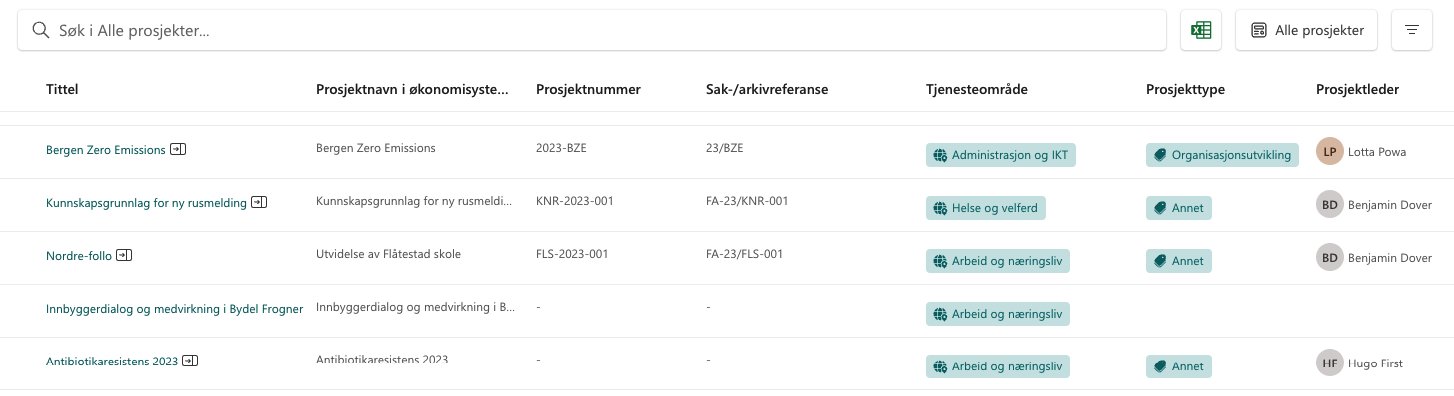 Søk i Alle prosjekter...
Alle prosjekter
Tittel Prosjektnavn i økonomisyste... Prosjektnummer Sak-/arkivreferanse Tjenesteområde Prosjekttype Prosjektleder
Bergen Zero Emissions Bergen Zero Emissions 2023-BZE 23/BZE Administrasjon og IKT Organisasjonsutvikling LP Lotta Powa
Kunnskapsgrunnlag for ny rusmelding Kunnskapsgrunnlag for ny rusmeldi... KNR-2023-001 FA-23/KNR-001 Helse og velferd Annet BD Benjamin Dover
Nordre-follo Utvidelse av Flåtestad skole FLS-2023-001 FA-23/FLS-001 Arbeid og næringsliv Annet BD Benjamin Dover
Innbyggerdialog og medvirkning i Bydel Frogner Innbyggerdialog og medvirkning i B... - - Arbeid og næringsliv
Antibiotikaresistens 2023 Antibiotikaresistens 2023 - - Arbeid og næringsliv Annet HF Hugo First